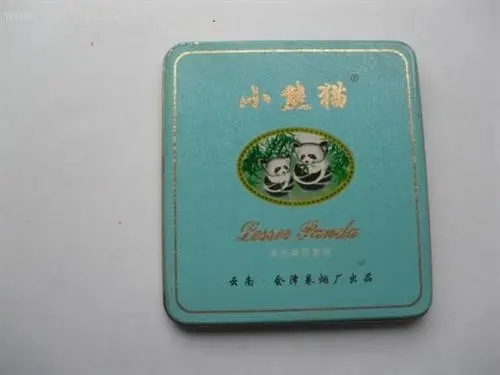 小熊猫®
Lesser Panda
云南·会泽卷烟厂出品